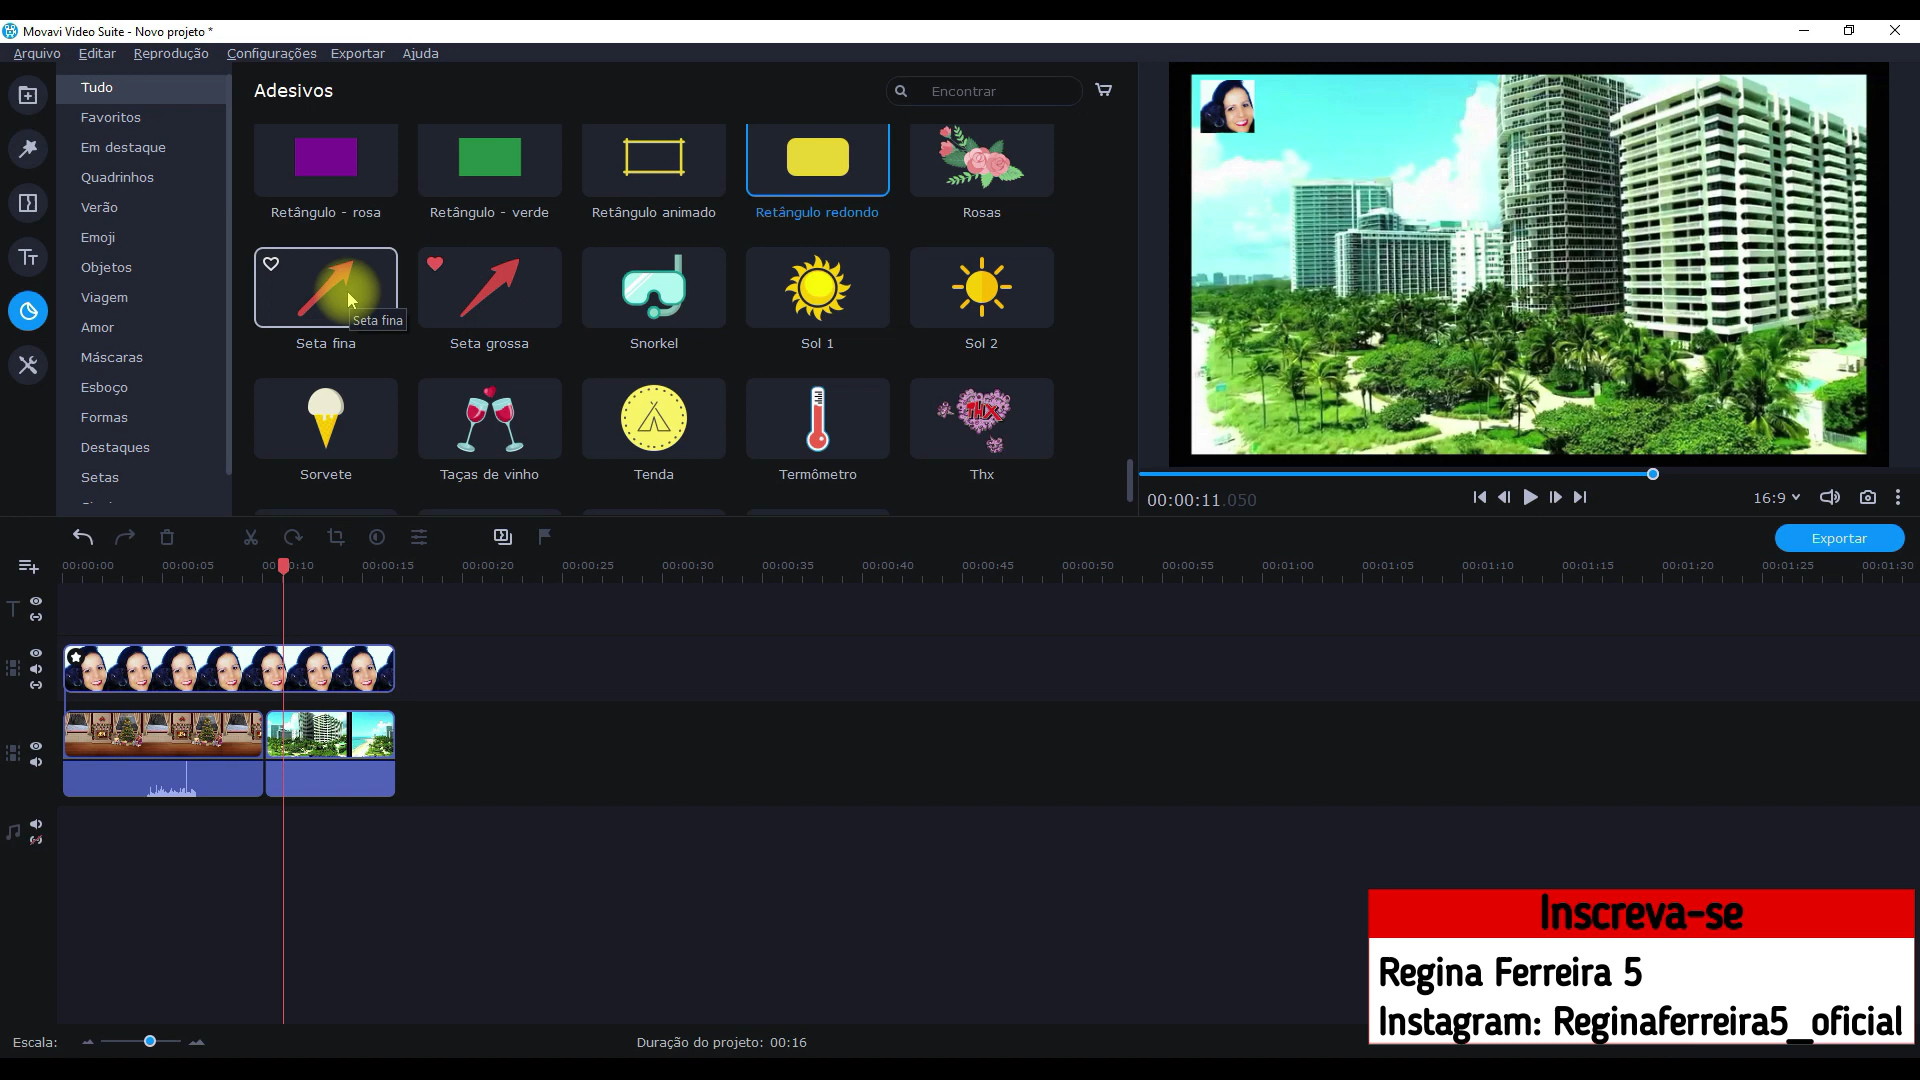 Movavi Video Suite - Novo projeto *
Arquivo Editar Reprodução Configurações Exportar Ajuda
Tudo
Favoritos
Em destaque
Quadrinhos
Verão
Emoji
Objetos
Viagem
Amor
Máscaras
Esboço
Formas
Destaques
Setas
Adesivos
Encontrar
Retângulo - rosa
Retângulo - verde
Retângulo animado
Retângulo redondo
Rosas
Seta fina
Seta fina
Seta grossa
Snorkel
Sol 1
Sol 2
Sorvete
Taças de vinho
Tenda
Termômetro
THX
Thx
00:00:11.050
16:9
Exportar
00:00:00 00:00:05 00:00:10 00:00:15 00:00:20 00:00:25 00:00:30 00:00:35 00:00:40 00:00:45 00:00:50 00:00:55 00:01:00 00:01:05 00:01:10 00:01:15 00:01:20 00:01:25 00:01:30
Inscreva-se
Regina Ferreira 5
Instagram: Reginaferreira5_oficial
Escala:
Duração do projeto: 00:16